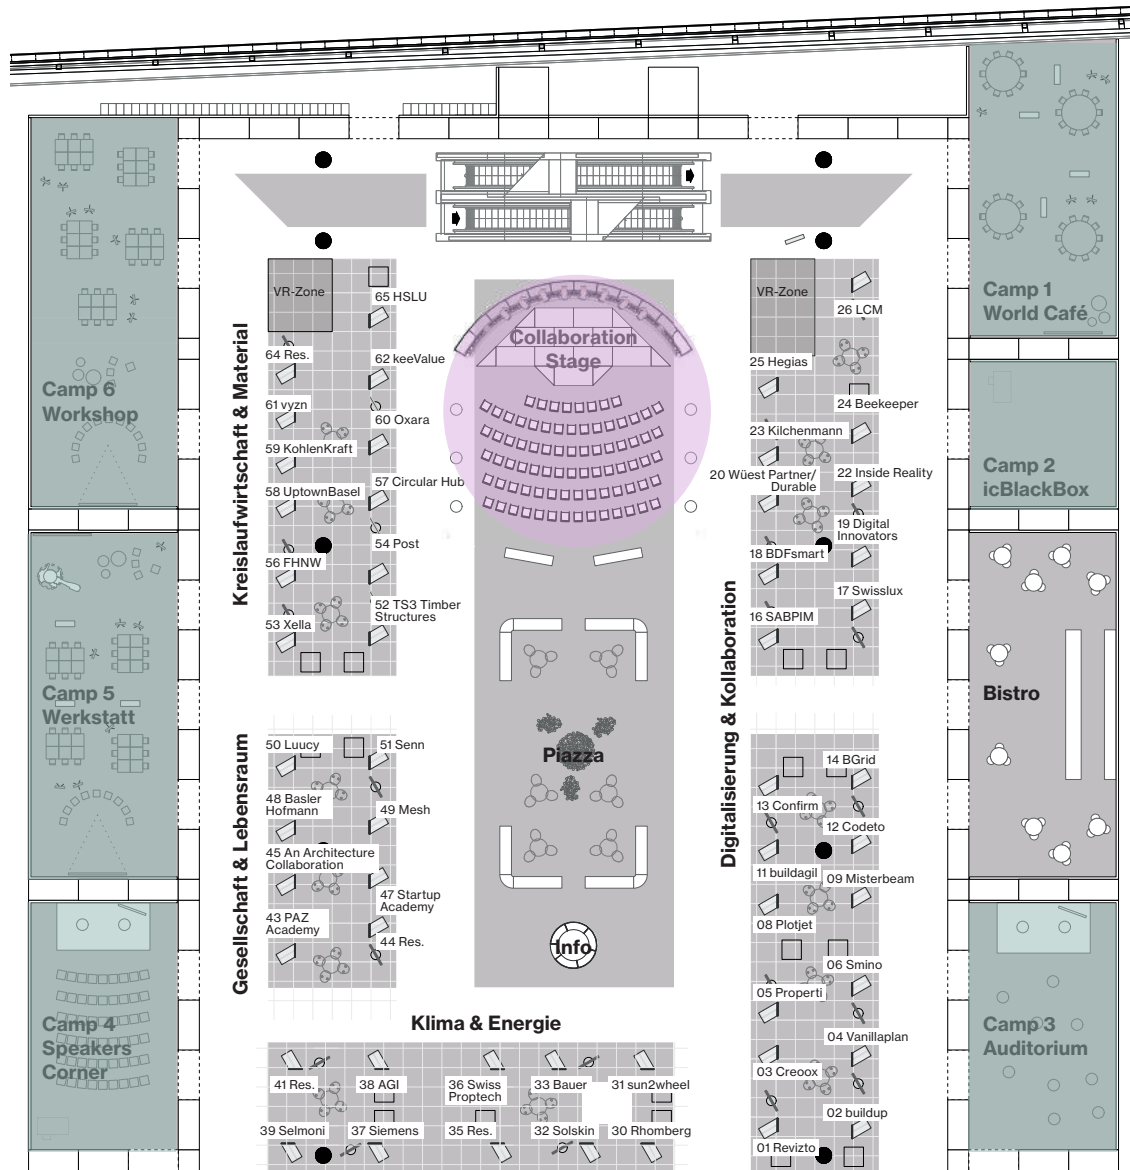 Camp 1
World Café
Camp 2
icBlackBox
Bistro
Camp 3
Auditorium
Camp 6
Workshop
Camp 5
Werkstatt
Camp 4
Speakers
Corner
Collaboration
Stage
Piazza
Info
Kreislaufwirtschaft & Material
VR-Zone
65 HSLU
64 Res.
62 keeValue
61 vyzn
60 Oxara
59 KohlenKraft
57 Circular Hub
58 UptownBasel
54 Post
56 FHNW
52 TS3 Timber
Structures
53 Xella
Gesellschaft & Lebensraum
50 Luucy
51 Senn
48 Basler
Hofmann
49 Mesh
45 An Architecture
Collaboration
47 Startup
Academy
43 PAZ
Academy
44 Res.
Klima & Energie
41 Res.
38 AGI
36 Swiss
Proptech
33 Bauer
31 sun2wheel
39 Selmoni
37 Siemens
35 Res.
32 Solskin
30 Rhomberg
Digitalisierung & Kollaboration
VR-Zone
26 LCM
25 Hegias
24 Beekeeper
23 Kilchenmann
20 Wüest Partner/
Durable
22 Inside Reality
19 Digital
Innovators
18 BDFsmart
17 Swisslux
16 SABPIM
14 BGrid
13 Confirm
12 Codeto
11 buildagil
09 Misterbeam
08 Plotjet
06 Smino
05 Properti
04 Vanillaplan
03 Creoox
02 buildup
01 Revizto